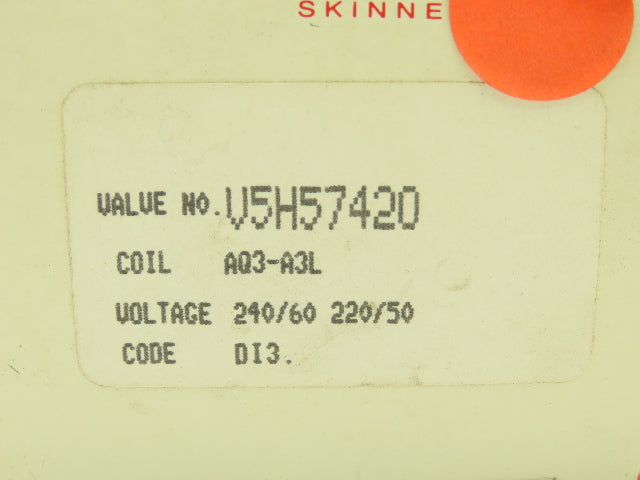 SKINNE
VALVE NO. V5H57420
COIL AQ3-A3L
VOLTAGE 240/60 220/50
CODE DI3.